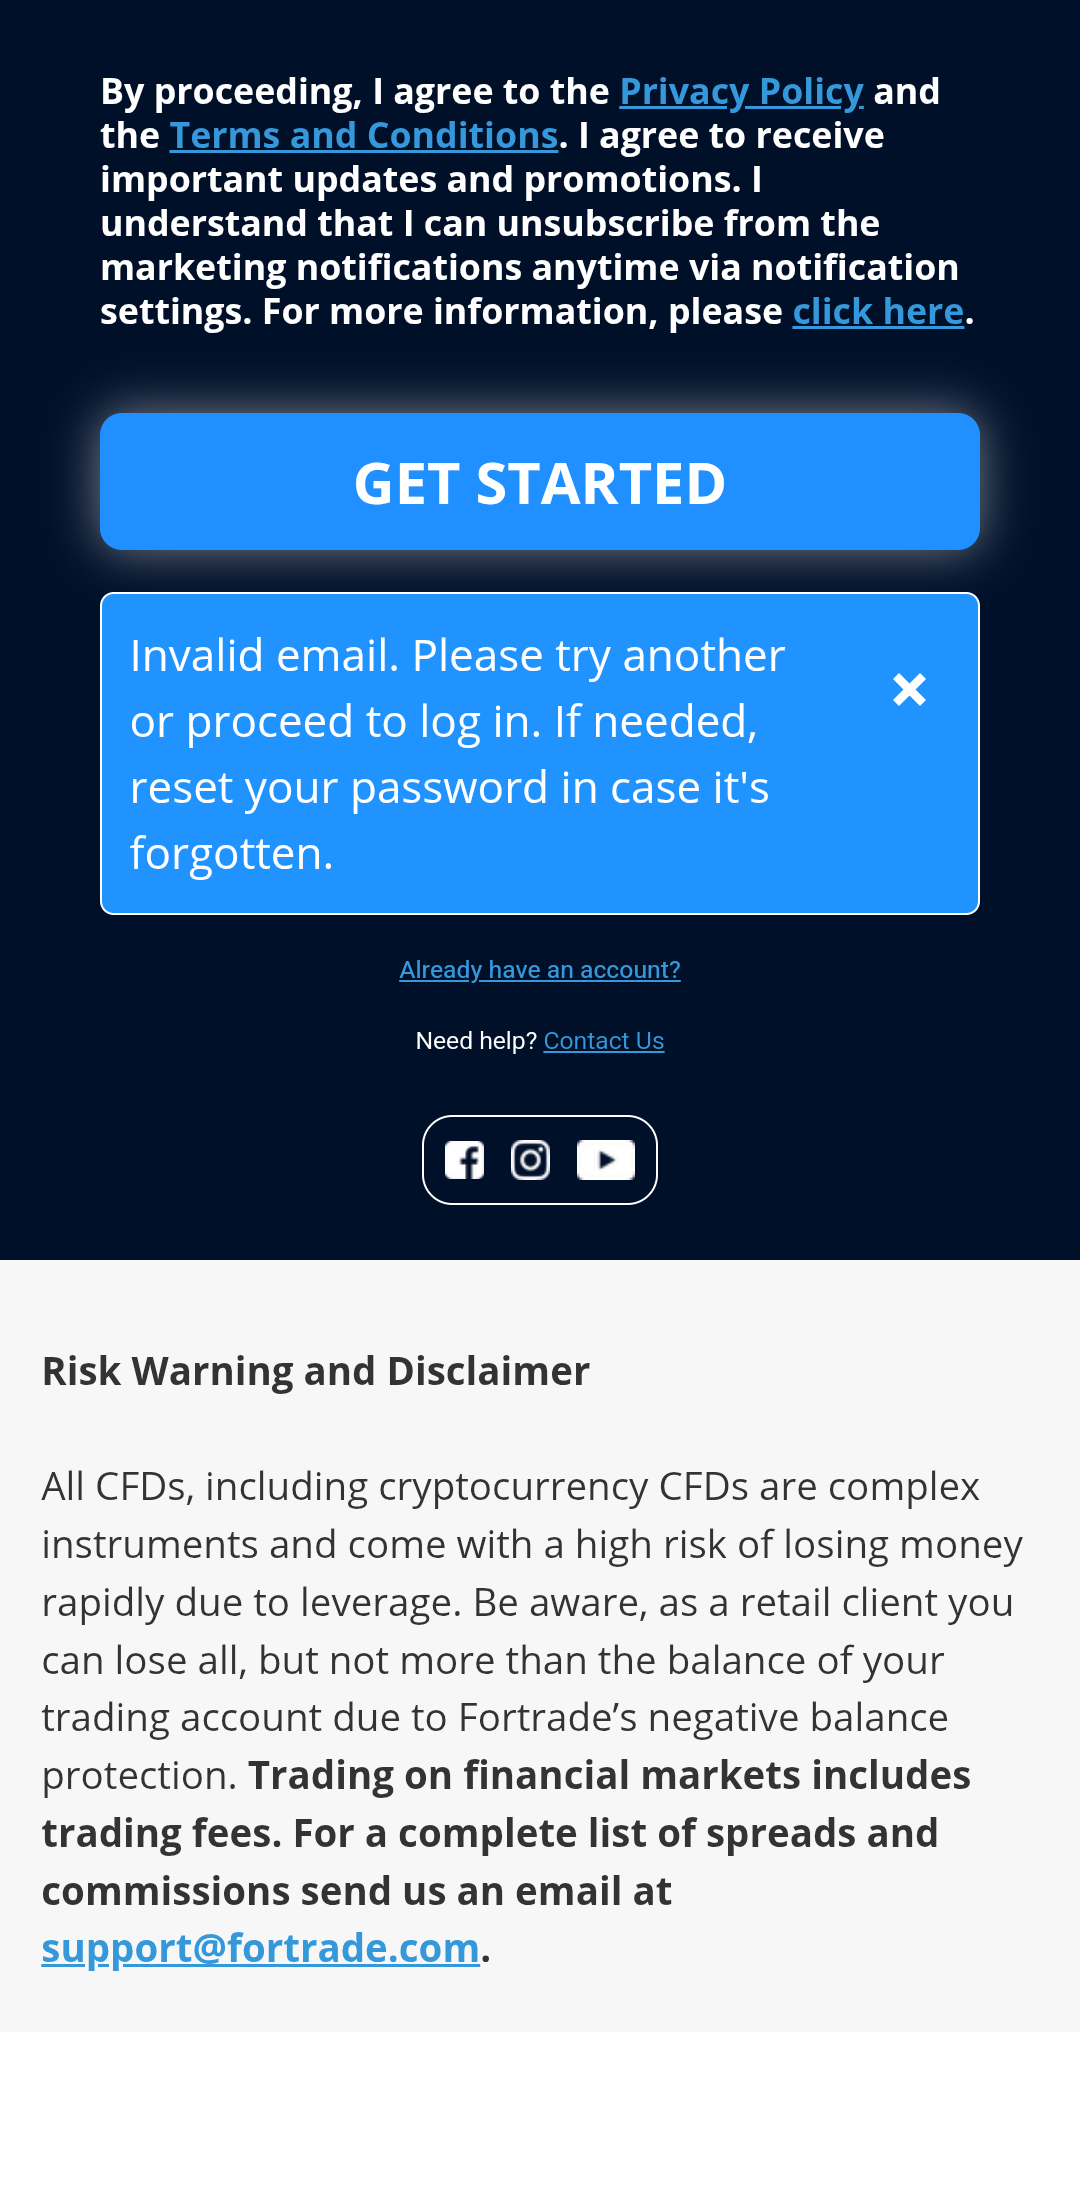 By proceeding, I agree to the Privacy Policy and
the Terms and Conditions. I agree to receive
important updates and promotions. I
understand that I can unsubscribe from the
marketing notifications anytime via notification
settings. For more information, please click here.
GET STARTED
Invalid email. Please try another
or proceed to log in. If needed,
reset your password in case it's
forgotten.
Already have an account?
Need help? Contact Us
Risk Warning and Disclaimer
All CFDs, including cryptocurrency CFDs are complex
instruments and come with a high risk of losing money
rapidly due to leverage. Be aware, as a retail client you
can lose all, but not more than the balance of your
trading account due to Fortrade’s negative balance
protection. Trading on financial markets includes
trading fees. For a complete list of spreads and
commissions send us an email at
support@fortrade.com.